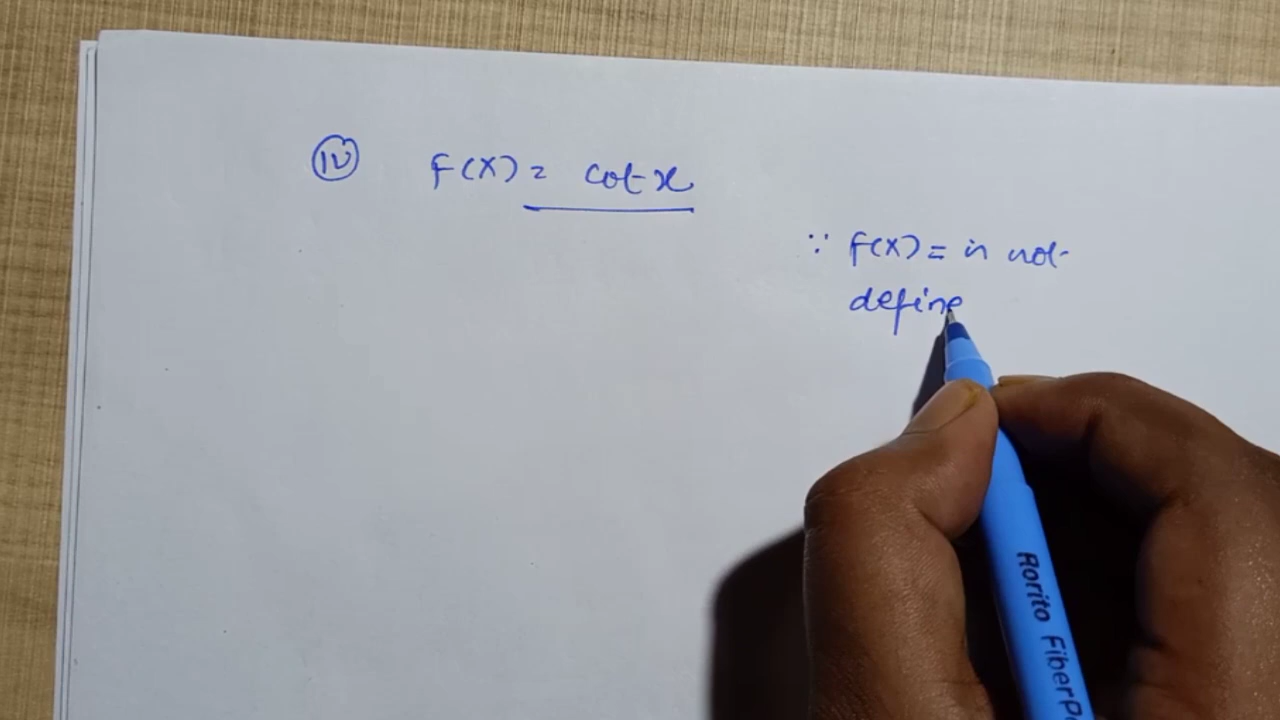 (iv) f(x) = cot x
∵ f(x) = is not
define
Rorito FiberP